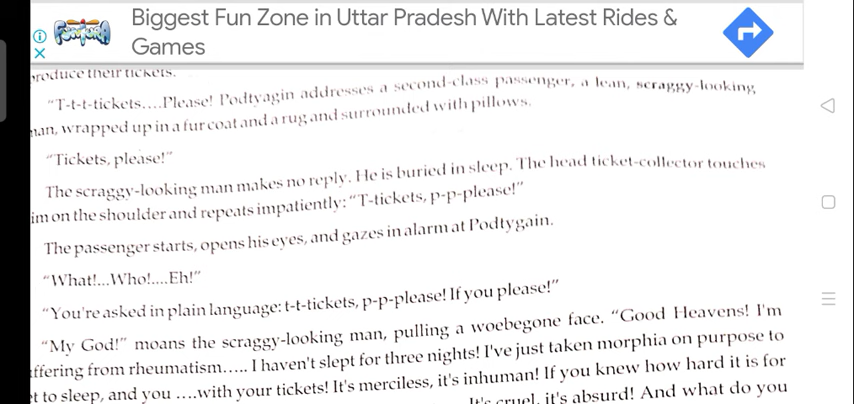 Biggest Fun Zone in Uttar Pradesh With Latest Rides &
Games
FUNTURA
produce their tickets.
"T-t-t-tickets....Please! Podtyagin addresses a second-class passenger, a lean, scraggy-looking
man, wrapped up in a fur coat and a rug and surrounded with pillows.
"Tickets, please!"
The scraggy-looking man makes no reply. He is buried in sleep. The head ticket-collector touches
im on the shoulder and repeats impatiently: "T-tickets, p-p-please!"
The passenger starts, opens his eyes, and gazes in alarm at Podtygain.
"What!...Who!....Eh!"
"You're asked in plain language: t-t-tickets, p-p-please! If you please!"
"My God!" moans the scraggy-looking man, pulling a woebegone face. "Good Heavens! I'm
uffering from rheumatism..... I haven't slept for three nights! I've just taken morphia on purpose to
et to sleep, and you ....with your tickets! It's merciless, it's inhuman! If you knew how hard it is for
It's cruel, it's absurd! And what do you